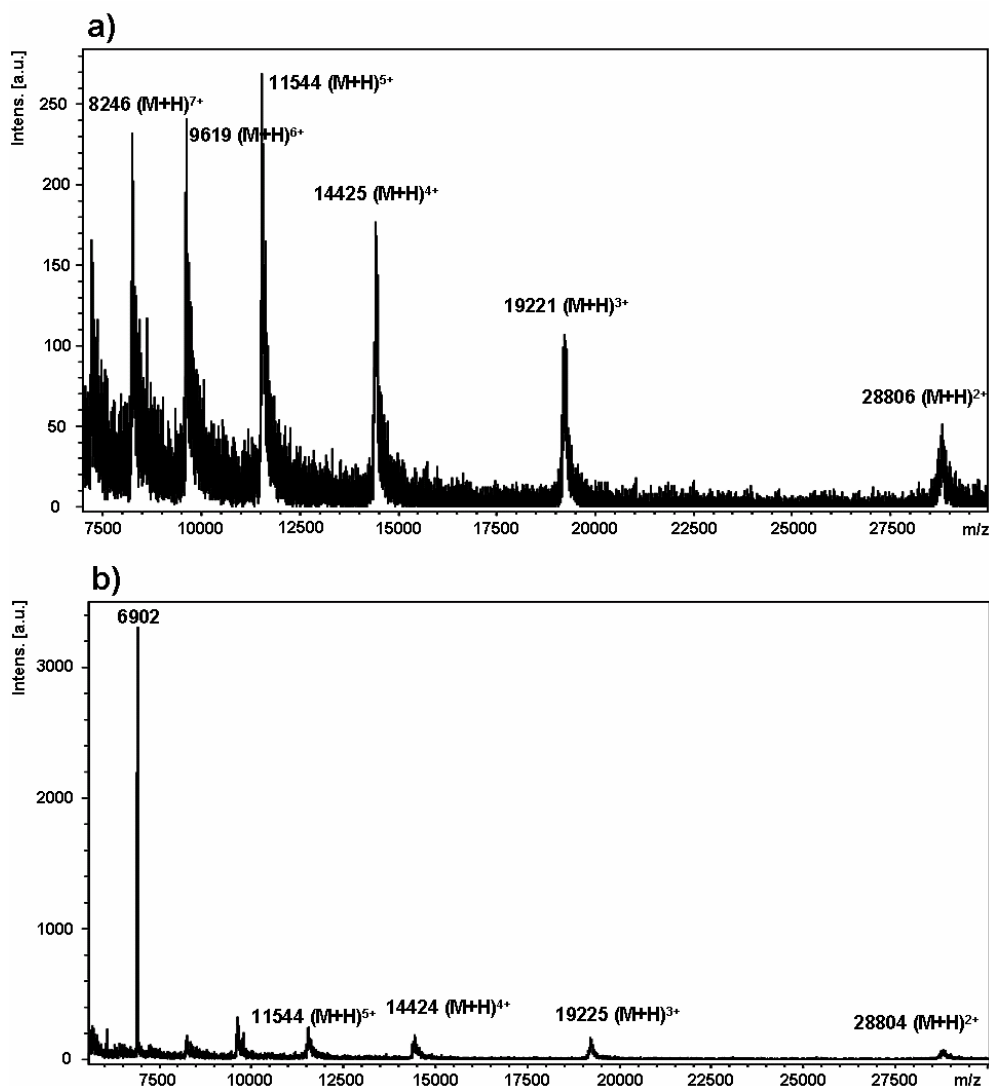 a)
Intens. [a.u.]
250
200
150
100
50
0
8246 (M+H)⁷⁺
9619 (M+H)⁶⁺
11544 (M+H)⁵⁺
14425 (M+H)⁴⁺
19221 (M+H)³⁺
28806 (M+H)²⁺
7500 10000 12500 15000 17500 20000 22500 25000 27500 m/z
b)
Intens. [a.u.]
3000
2000
1000
0
6902
11544 (M+H)⁵⁺
14424 (M+H)⁴⁺
19225 (M+H)³⁺
28804 (M+H)²⁺
7500 10000 12500 15000 17500 20000 22500 25000 27500 m/z